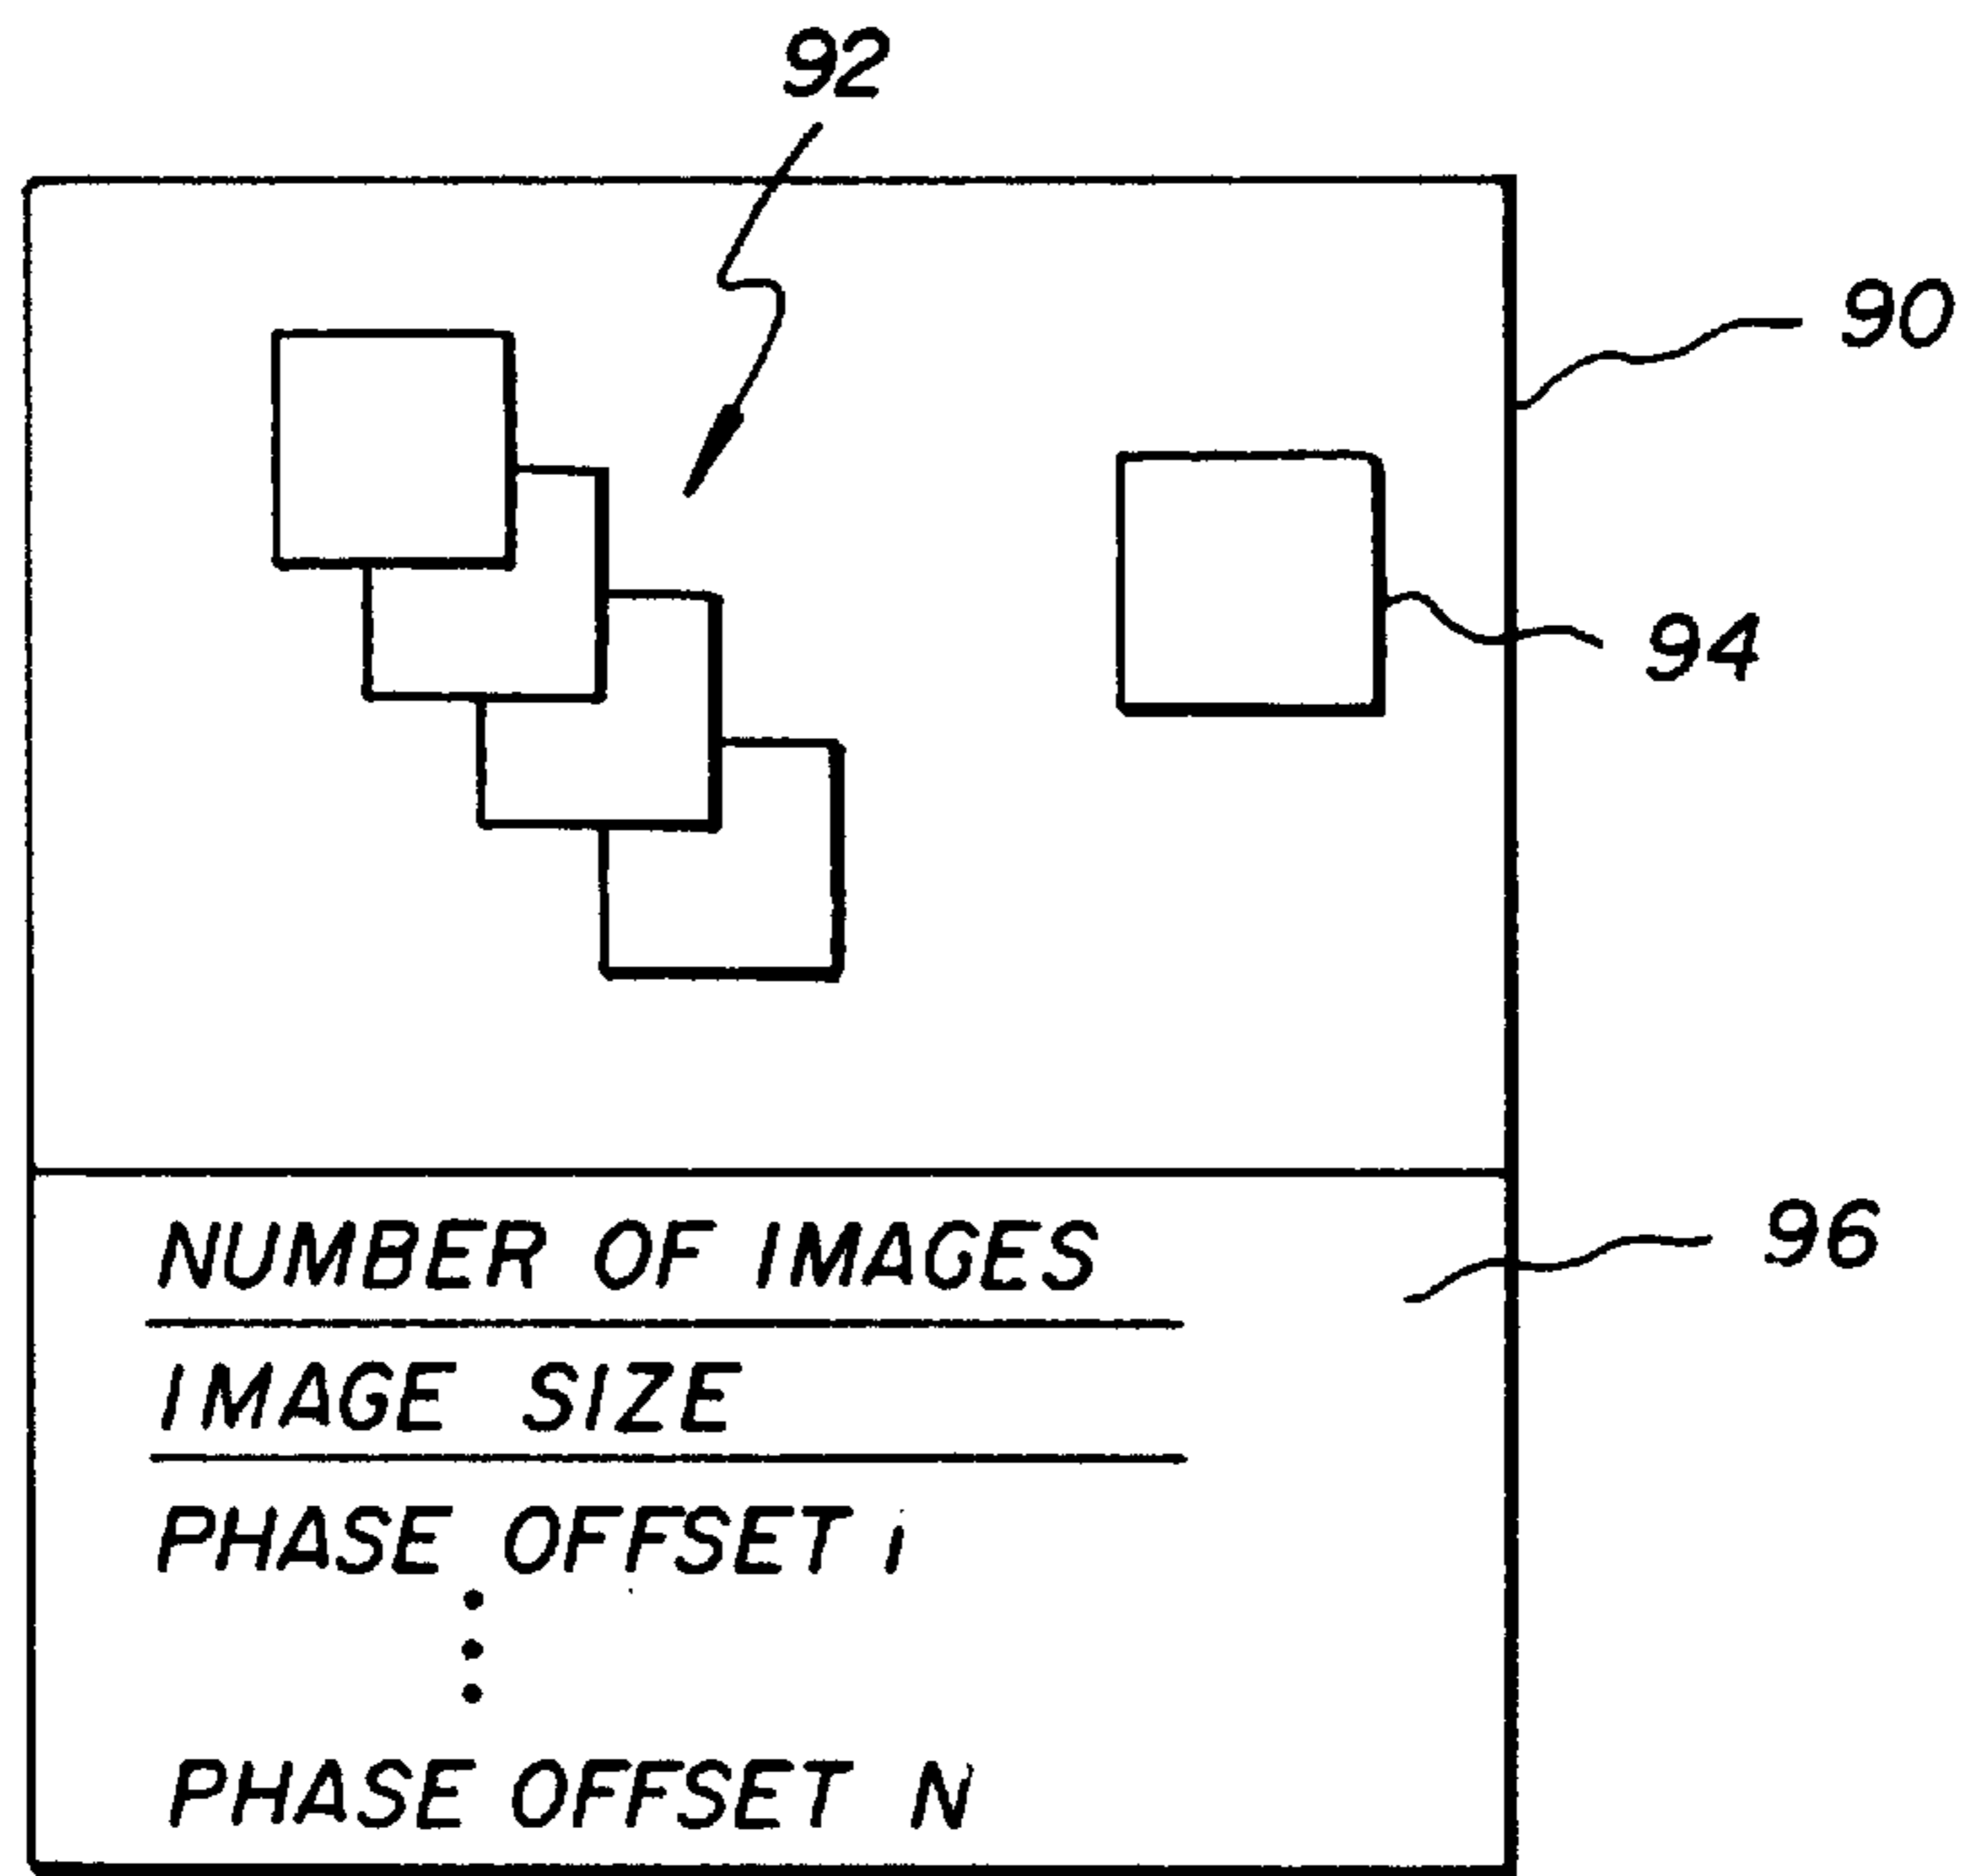 92
90
94
NUMBER OF IMAGES
96
IMAGE SIZE
PHASE OFFSET i
PHASE OFFSET N